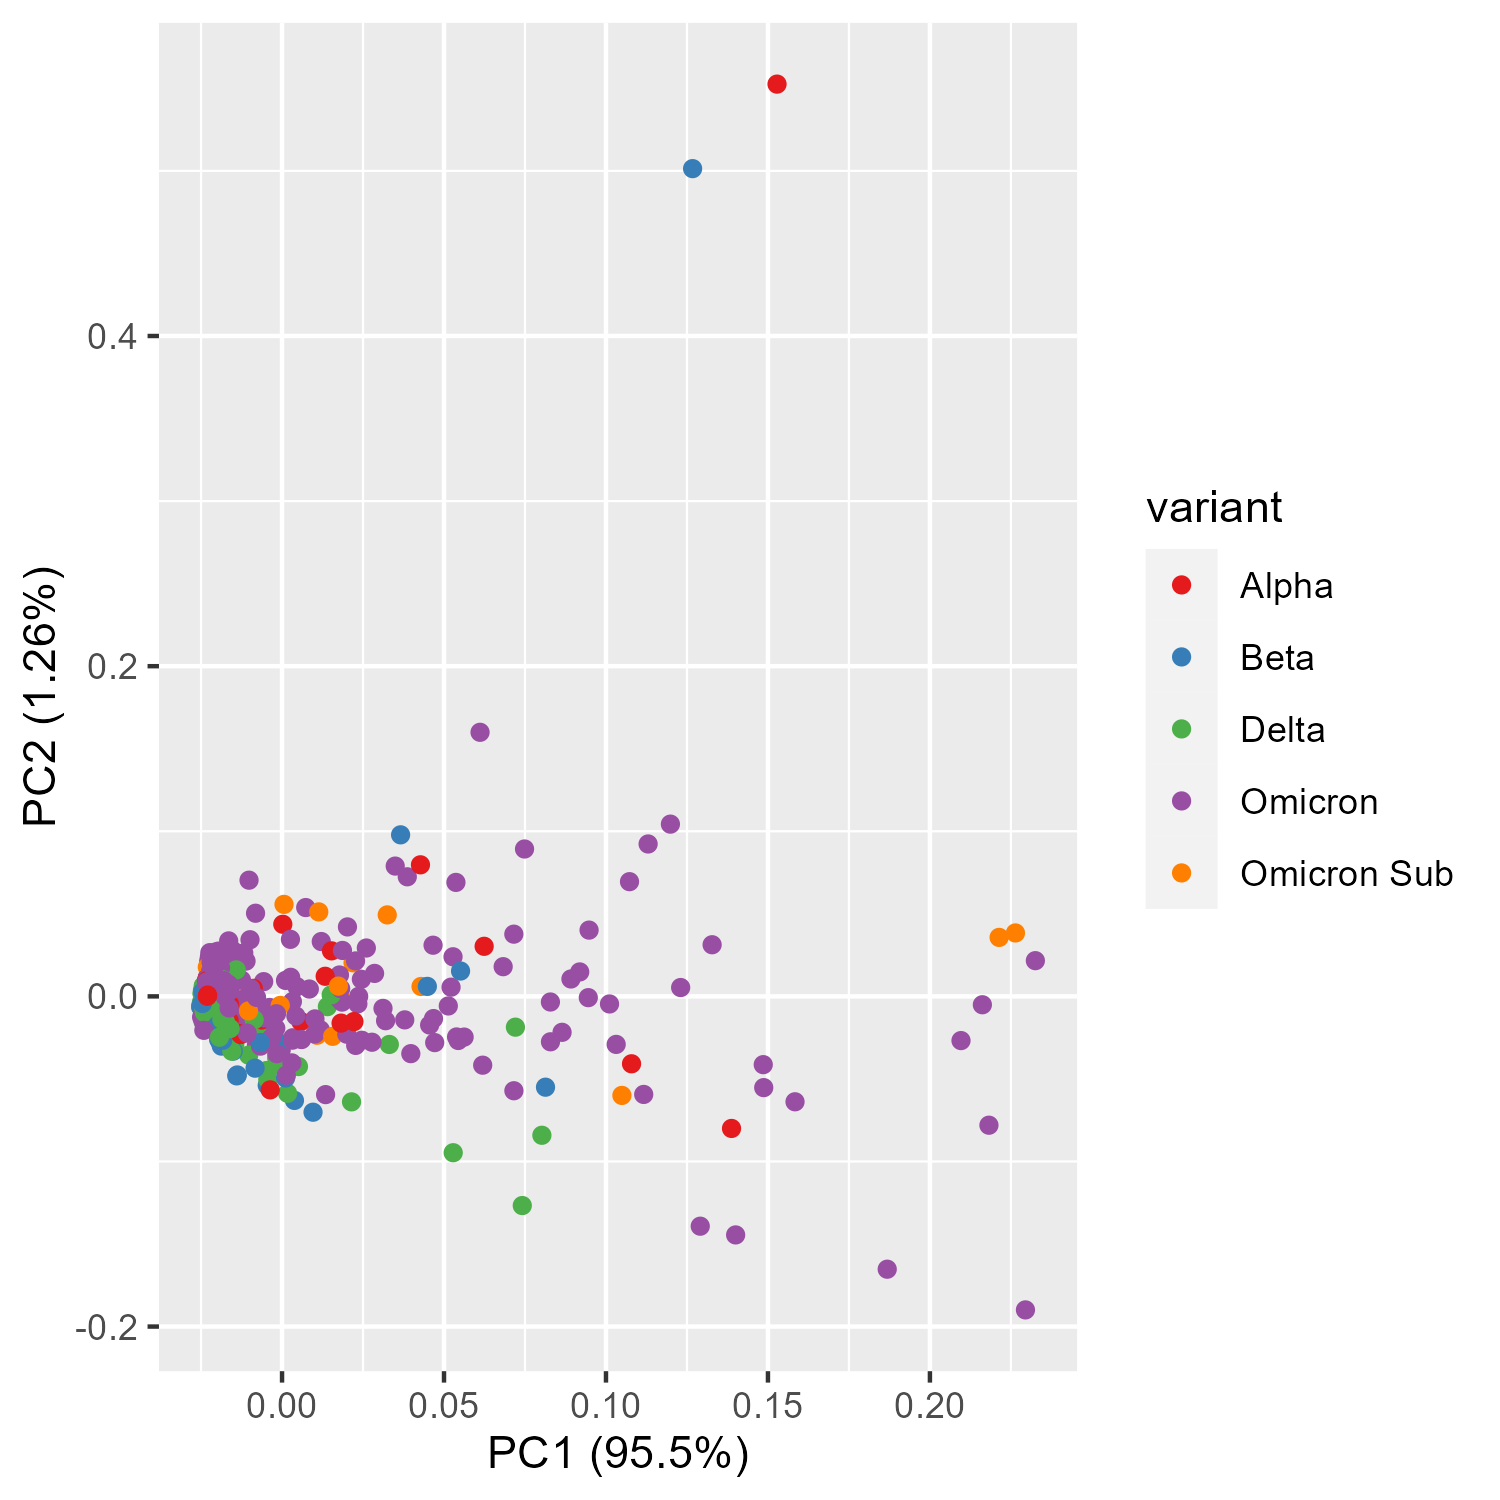 0.4
0.2
0.0
-0.2
PC2 (1.26%)
0.00 0.05 0.10 0.15 0.20
PC1 (95.5%)
variant
Alpha
Beta
Delta
Omicron
Omicron Sub